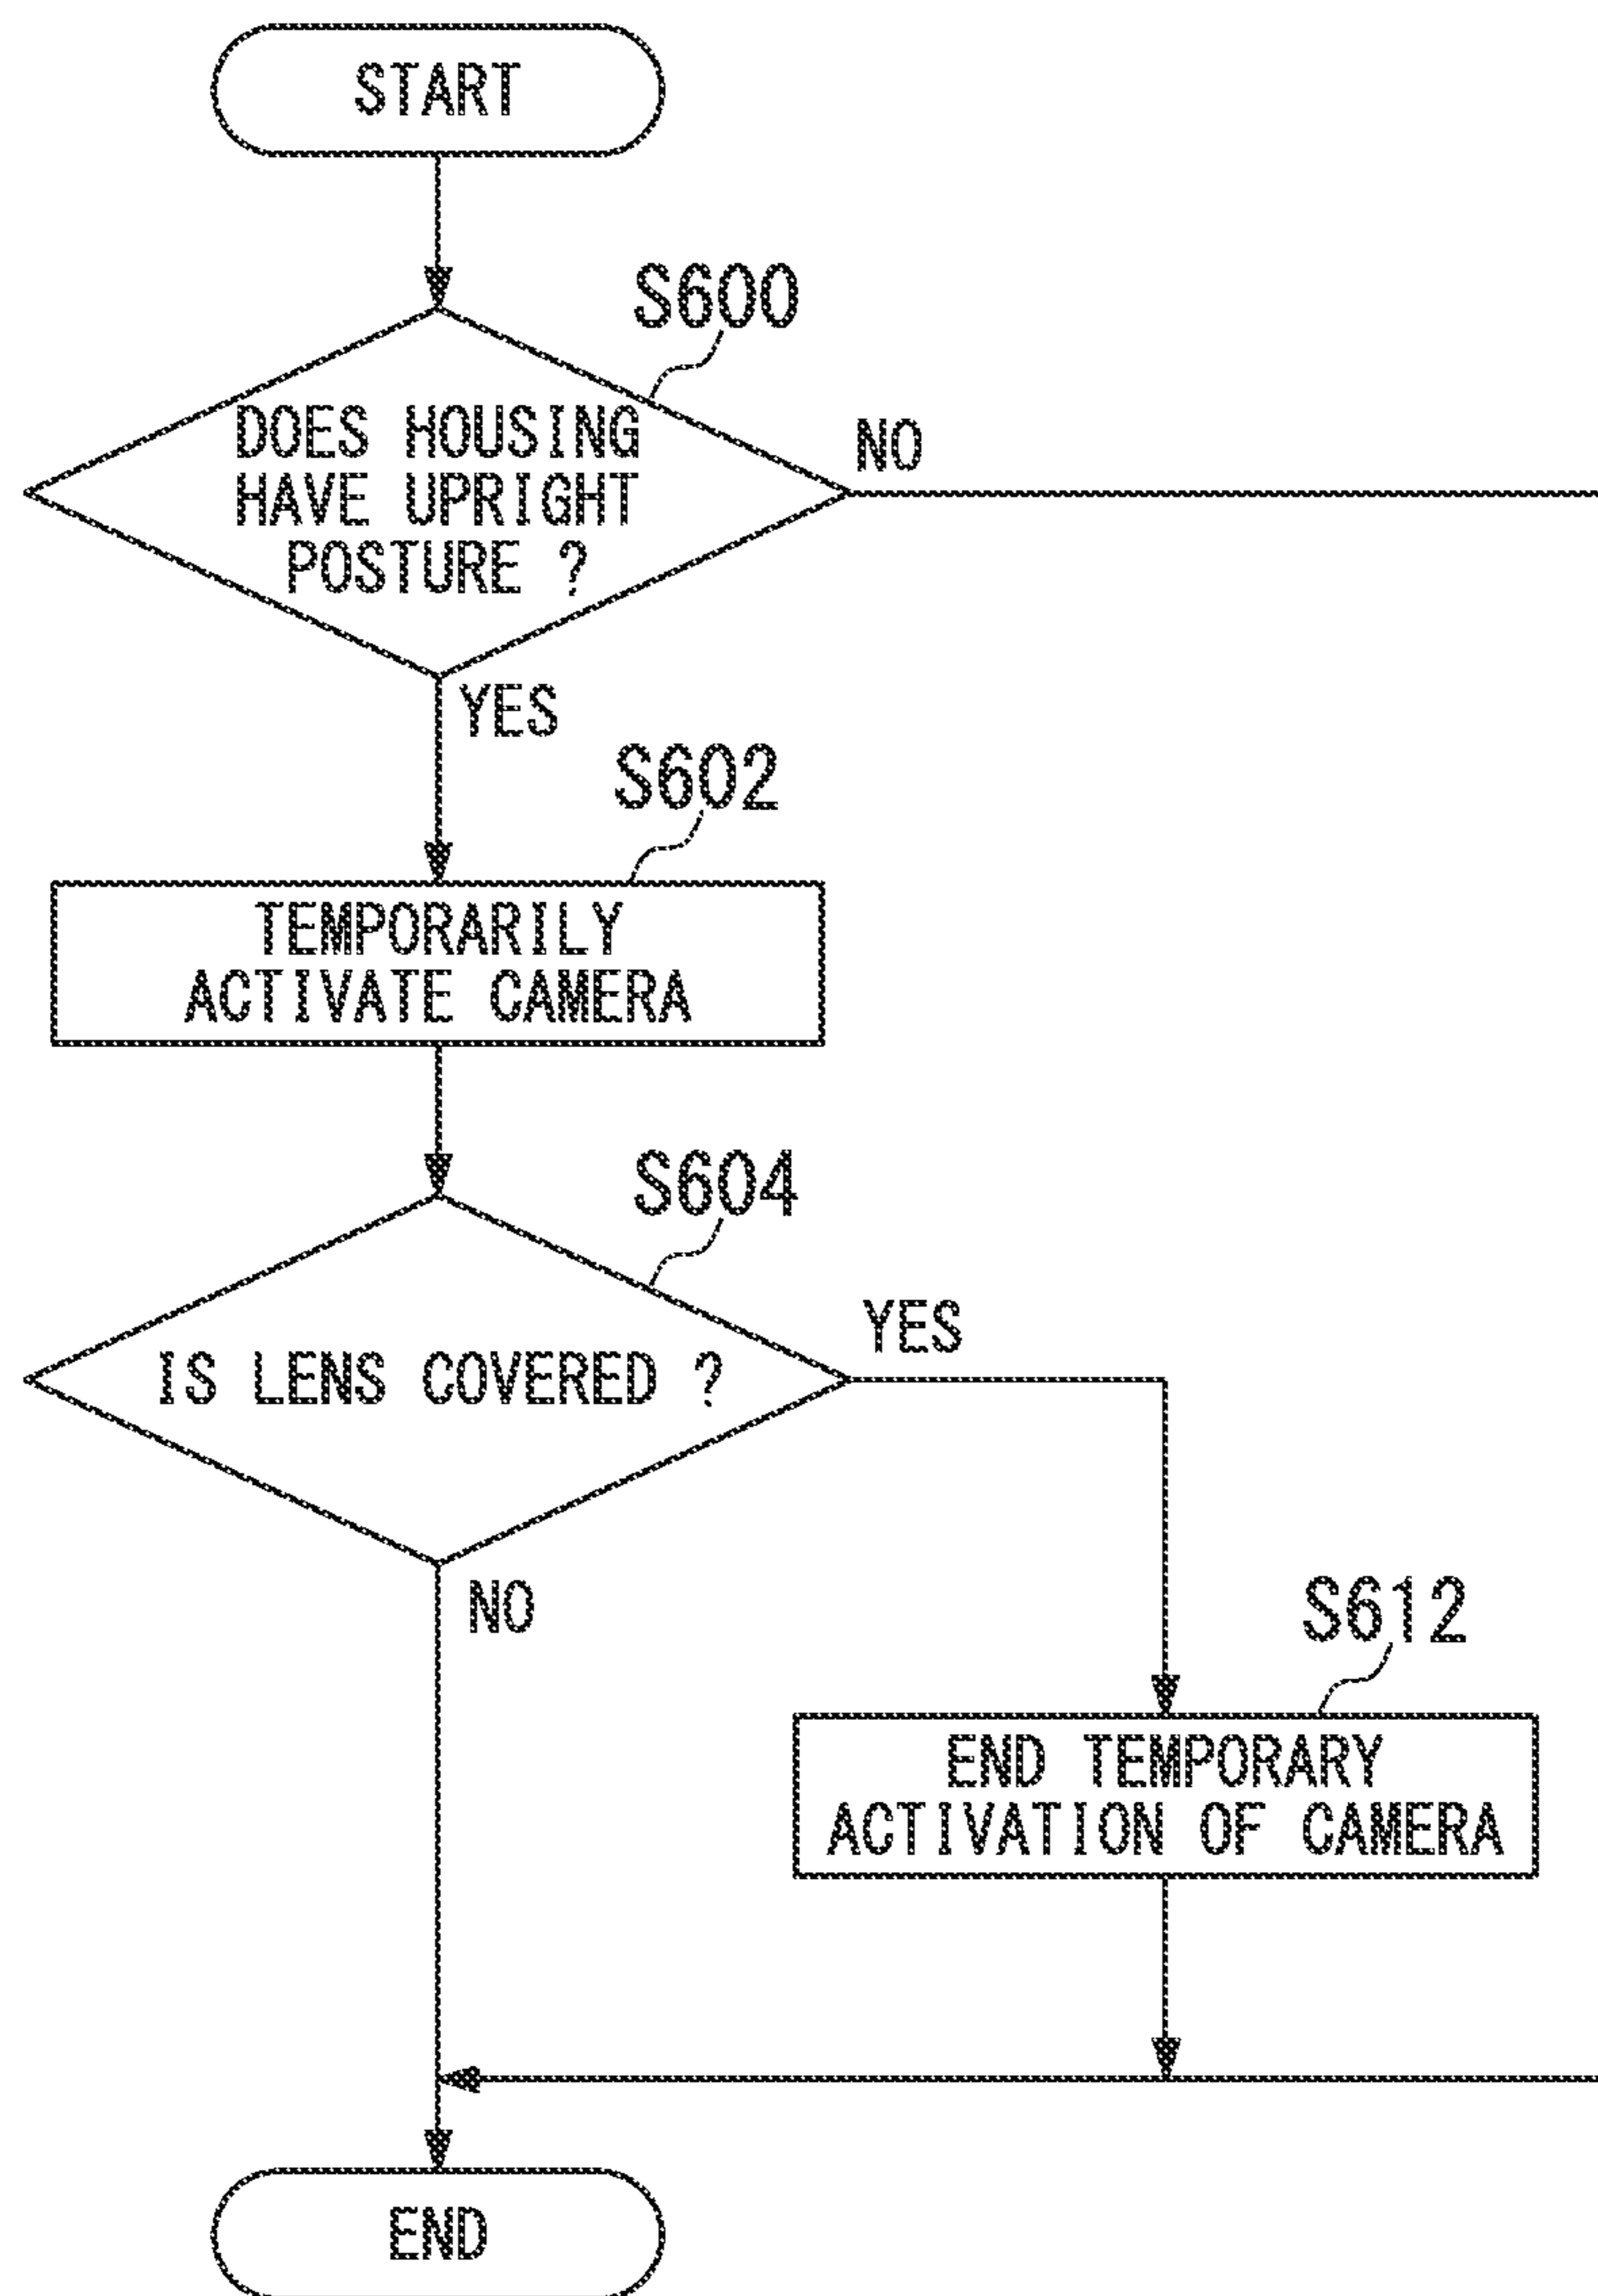 START
S600
DOES HOUSING
HAVE UPRIGHT
POSTURE ?
NO
YES
S602
TEMPORARILY
ACTIVATE CAMERA
S604
IS LENS COVERED ?
YES
NO
S612
END TEMPORARY
ACTIVATION OF CAMERA
END